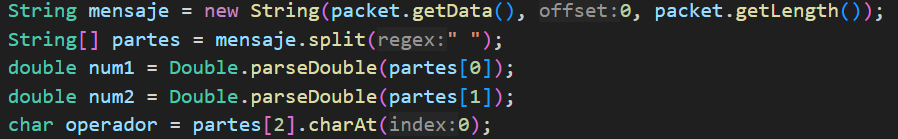 String mensaje = new String(packet.getData(), offset:0, packet.getLength());
String[] partes = mensaje.split(regex:" ");
double num1 = Double.parseDouble(partes[0]);
double num2 = Double.parseDouble(partes[1]);
char operador = partes[2].charAt(index:0);